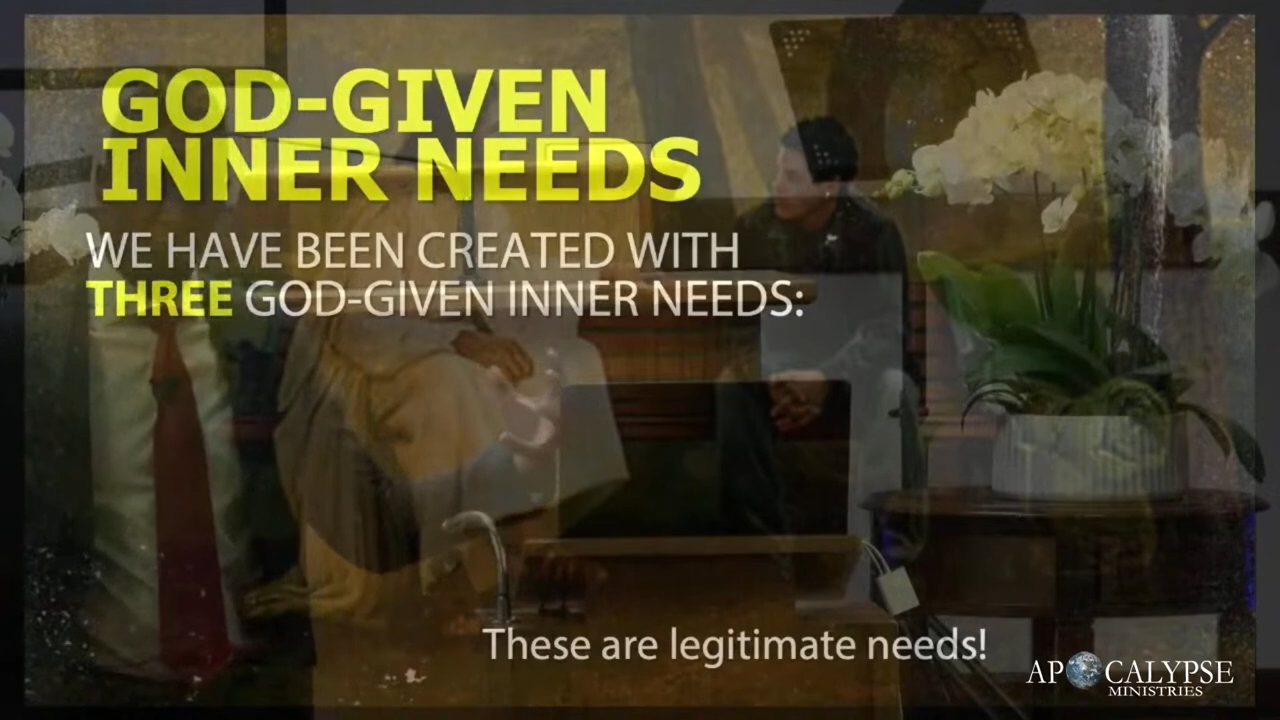 GOD-GIVEN
INNER NEEDS
WE HAVE BEEN CREATED WITH
THREE GOD-GIVEN INNER NEEDS:
These are legitimate needs!
APOCALYPSE
MINISTRIES